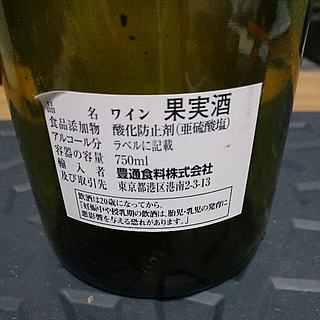 品 名 ワイン 果実酒
食品添加物 酸化防止剤(亜硫酸塩)
アルコール分 ラベルに記載
容器の容量 750ml
輸入者 豊通食料株式会社
及び取引先 東京都港区港南2-3-13
飲酒は20歳になってから。
「妊娠中や授乳期の飲酒は、胎児・乳児の発育に
悪影響を与える恐れがあります。」